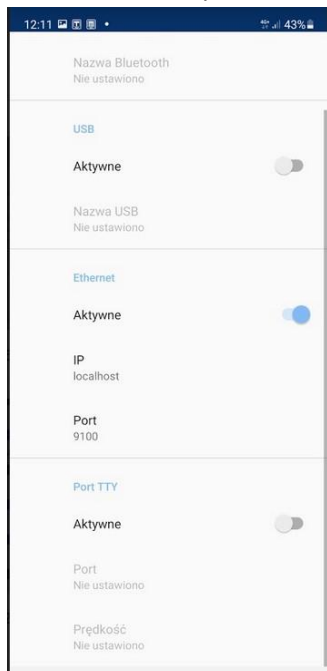 12:11 43%
Nazwa Bluetooth
Nie ustawiono
USB
Aktywne
Nazwa USB
Nie ustawiono
Ethernet
Aktywne
IP
localhost
Port
9100
Port TTY
Aktywne
Port
Nie ustawiono
Prędkość
Nie ustawiono